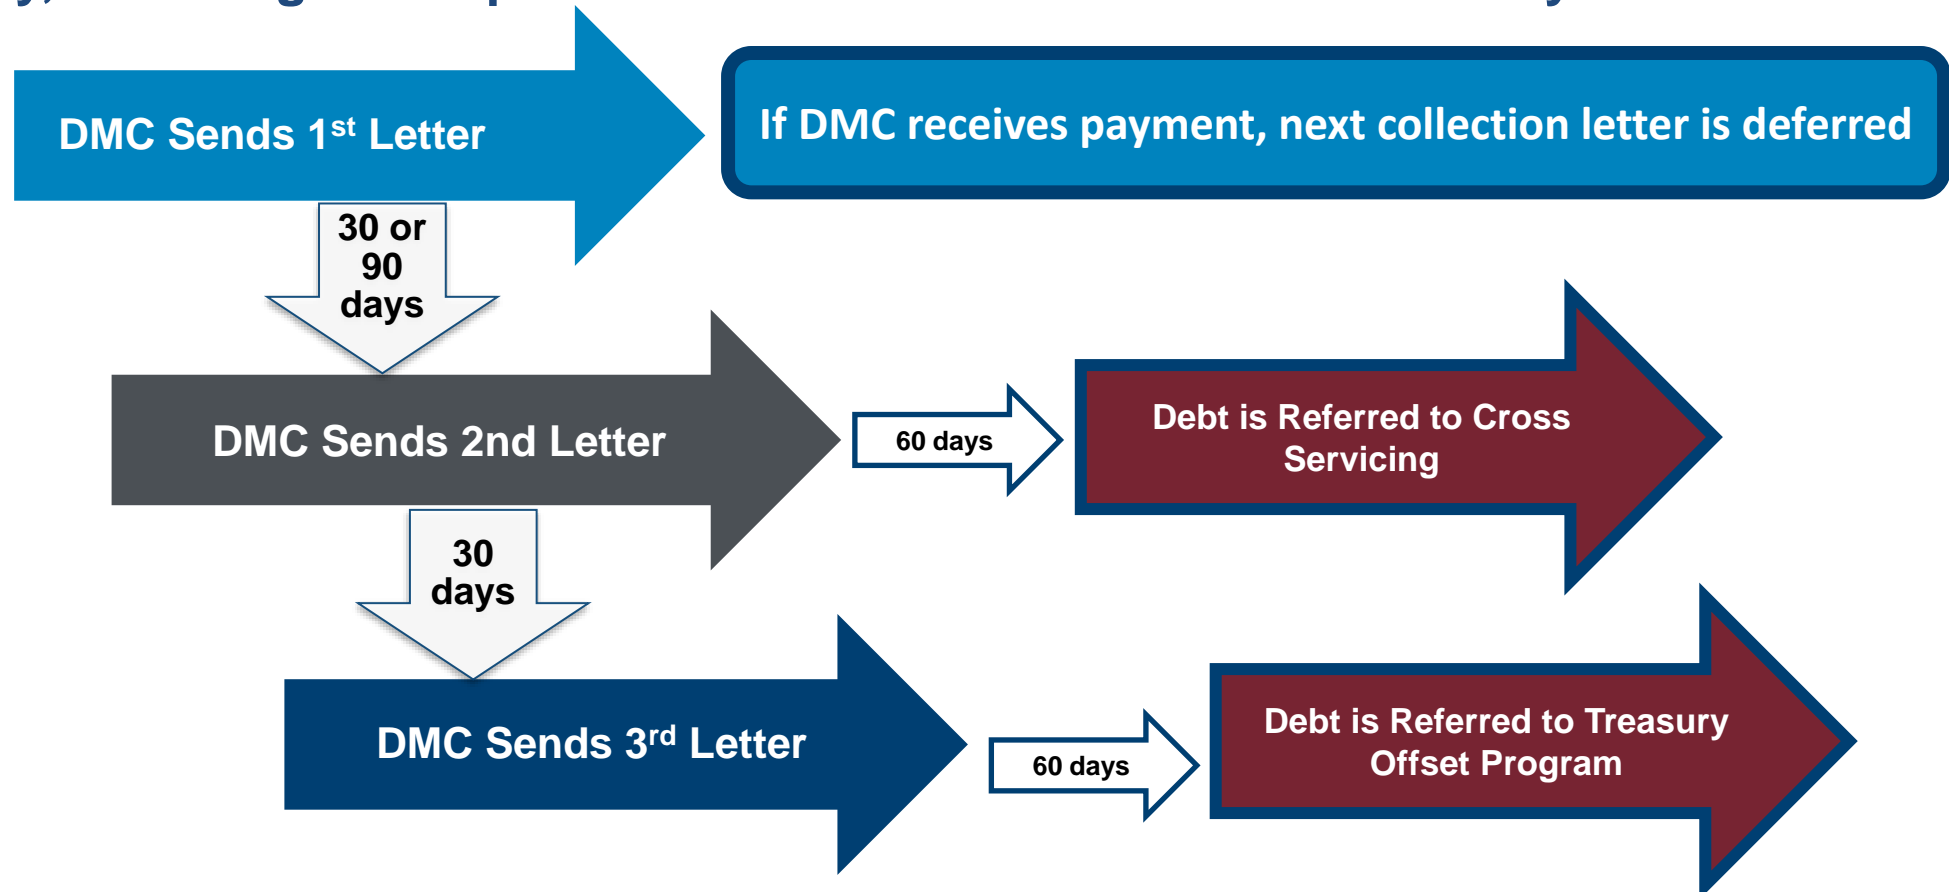 DMC Sends 1st Letter
If DMC receives payment, next collection letter is deferred
30 or
90
days
DMC Sends 2nd Letter
60 days
Debt is Referred to Cross
Servicing
30
days
DMC Sends 3rd Letter
60 days
Debt is Referred to Treasury
Offset Program